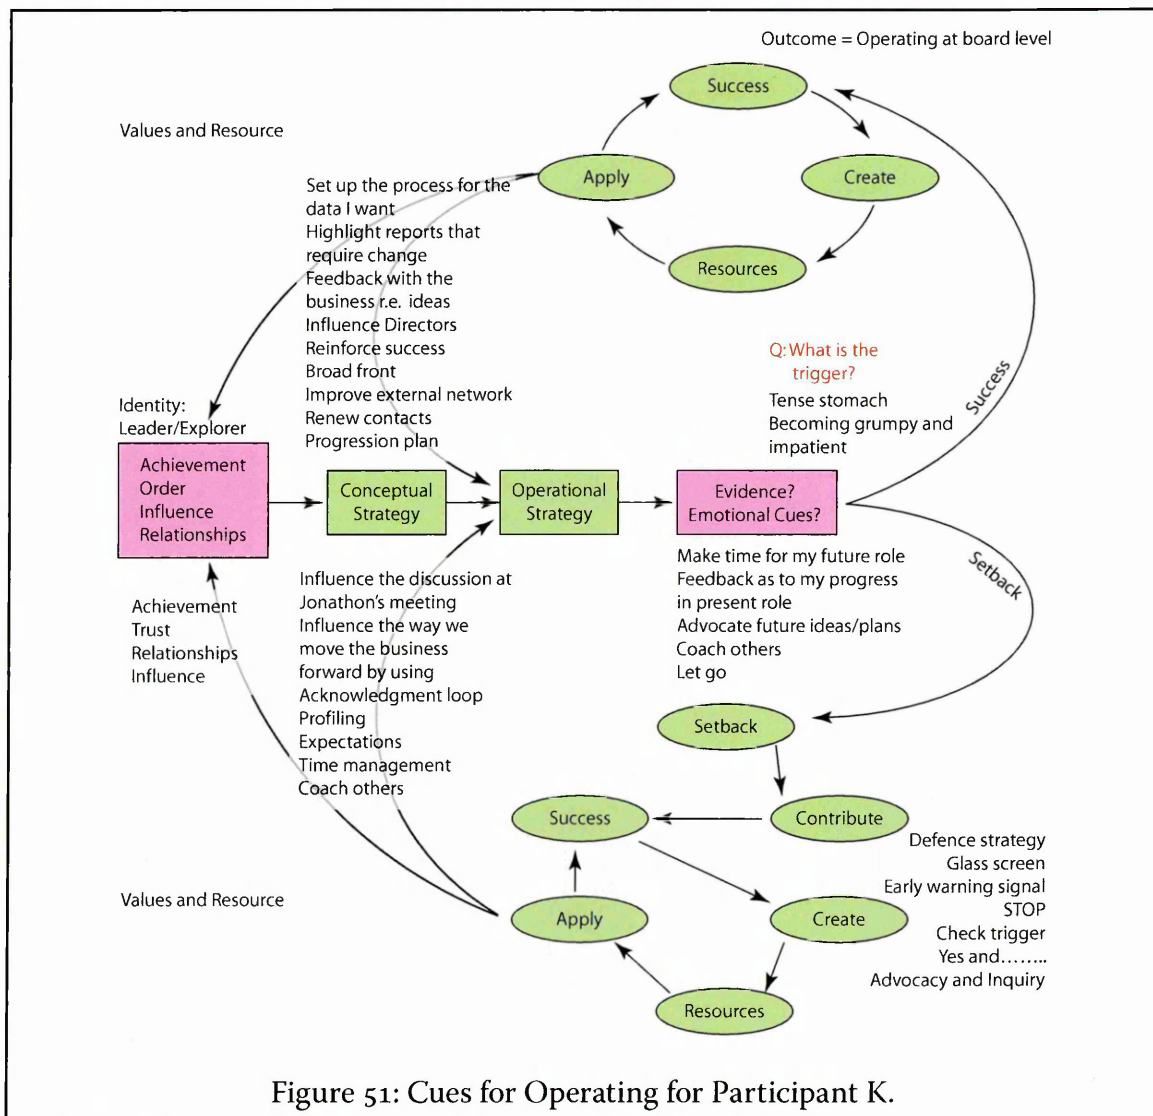 Outcome = Operating at board level
Success
Values and Resource
Apply
Create
Set up the process for the
data I want
Highlight reports that
require change
Feedback with the
business r.e. ideas
Influence Directors
Reinforce success
Broad front
Improve external network
Renew contacts
Progression plan
Resources
Q: What is the
trigger?
Tense stomach
Becoming grumpy and
impatient
Success
Identity:
Leader/Explorer
Achievement
Order
Influence
Relationships
Conceptual
Strategy
Operational
Strategy
Evidence?
Emotional Cues?
Make time for my future role
Feedback as to my progress
in present role
Advocate future ideas/plans
Coach others
Let go
Setback
Achievement
Trust
Relationships
Influence
Influence the discussion at
Jonathon's meeting
Influence the way we
move the business
forward by using
Acknowledgment loop
Profiling
Expectations
Time management
Coach others
Setback
Success
Contribute
Defence strategy
Glass screen
Early warning signal
STOP
Check trigger
Yes and........
Advocacy and Inquiry
Values and Resource
Apply
Create
Resources
Figure 51: Cues for Operating for Participant K.